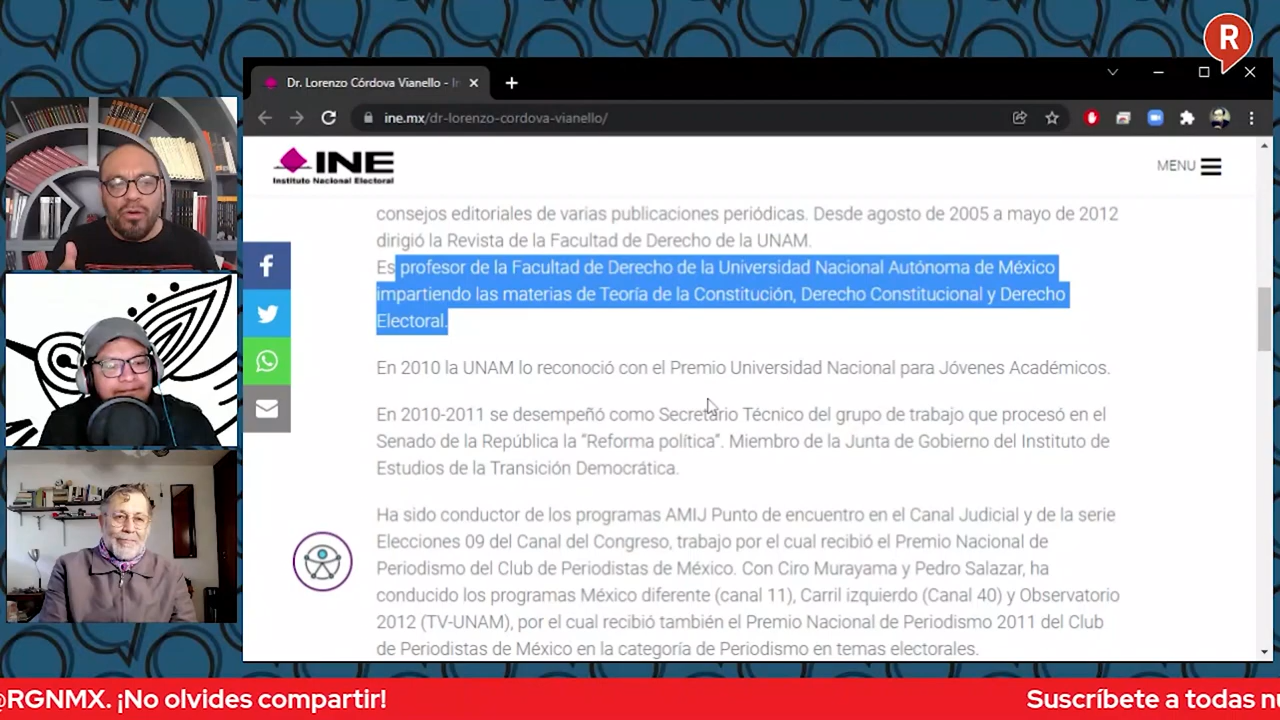 R
Dr. Lorenzo Córdova Vianello - In
ine.mx/dr-lorenzo-cordova-vianello/
INE
Instituto Nacional Electoral
MENU
consejos editoriales de varias publicaciones periódicas. Desde agosto de 2005 a mayo de 2012
dirigió la Revista de la Facultad de Derecho de la UNAM.
Es profesor de la Facultad de Derecho de la Universidad Nacional Autónoma de México
impartiendo las materias de Teoría de la Constitución, Derecho Constitucional y Derecho
Electoral.
En 2010 la UNAM lo reconoció con el Premio Universidad Nacional para Jóvenes Académicos.
En 2010-2011 se desempeñó como Secretario Técnico del grupo de trabajo que procesó en el
Senado de la República la “Reforma política”. Miembro de la Junta de Gobierno del Instituto de
Estudios de la Transición Democrática.
Ha sido conductor de los programas AMIJ Punto de encuentro en el Canal Judicial y de la serie
Elecciones 09 del Canal del Congreso, trabajo por el cual recibió el Premio Nacional de
Periodismo del Club de Periodistas de México. Con Ciro Murayama y Pedro Salazar, ha
conducido los programas México diferente (canal 11), Carril izquierdo (Canal 40) y Observatorio
2012 (TV-UNAM), por el cual recibió también el Premio Nacional de Periodismo 2011 del Club
de Periodistas de México en la categoría de Periodismo en temas electorales.
@RGNMX. ¡No olvides compartir! Suscríbete a todas nu